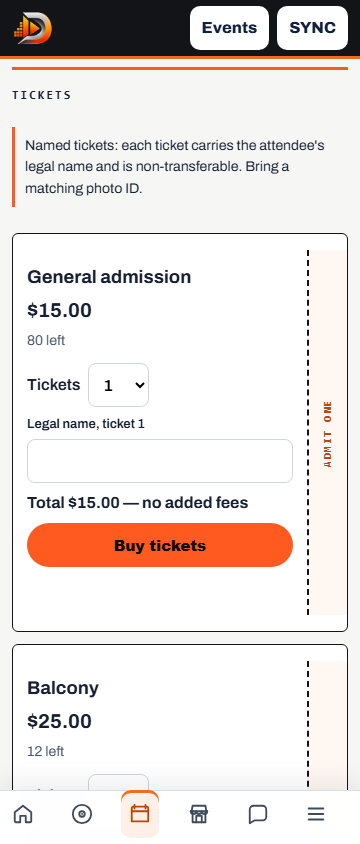 Events
SYNC
TICKETS
Named tickets: each ticket carries the attendee's
legal name and is non-transferable. Bring a
matching photo ID.
General admission
$15.00
80 left
Tickets 1
Legal name, ticket 1
Total $15.00 — no added fees
Buy tickets
ADMIT ONE
Balcony
$25.00
12 left